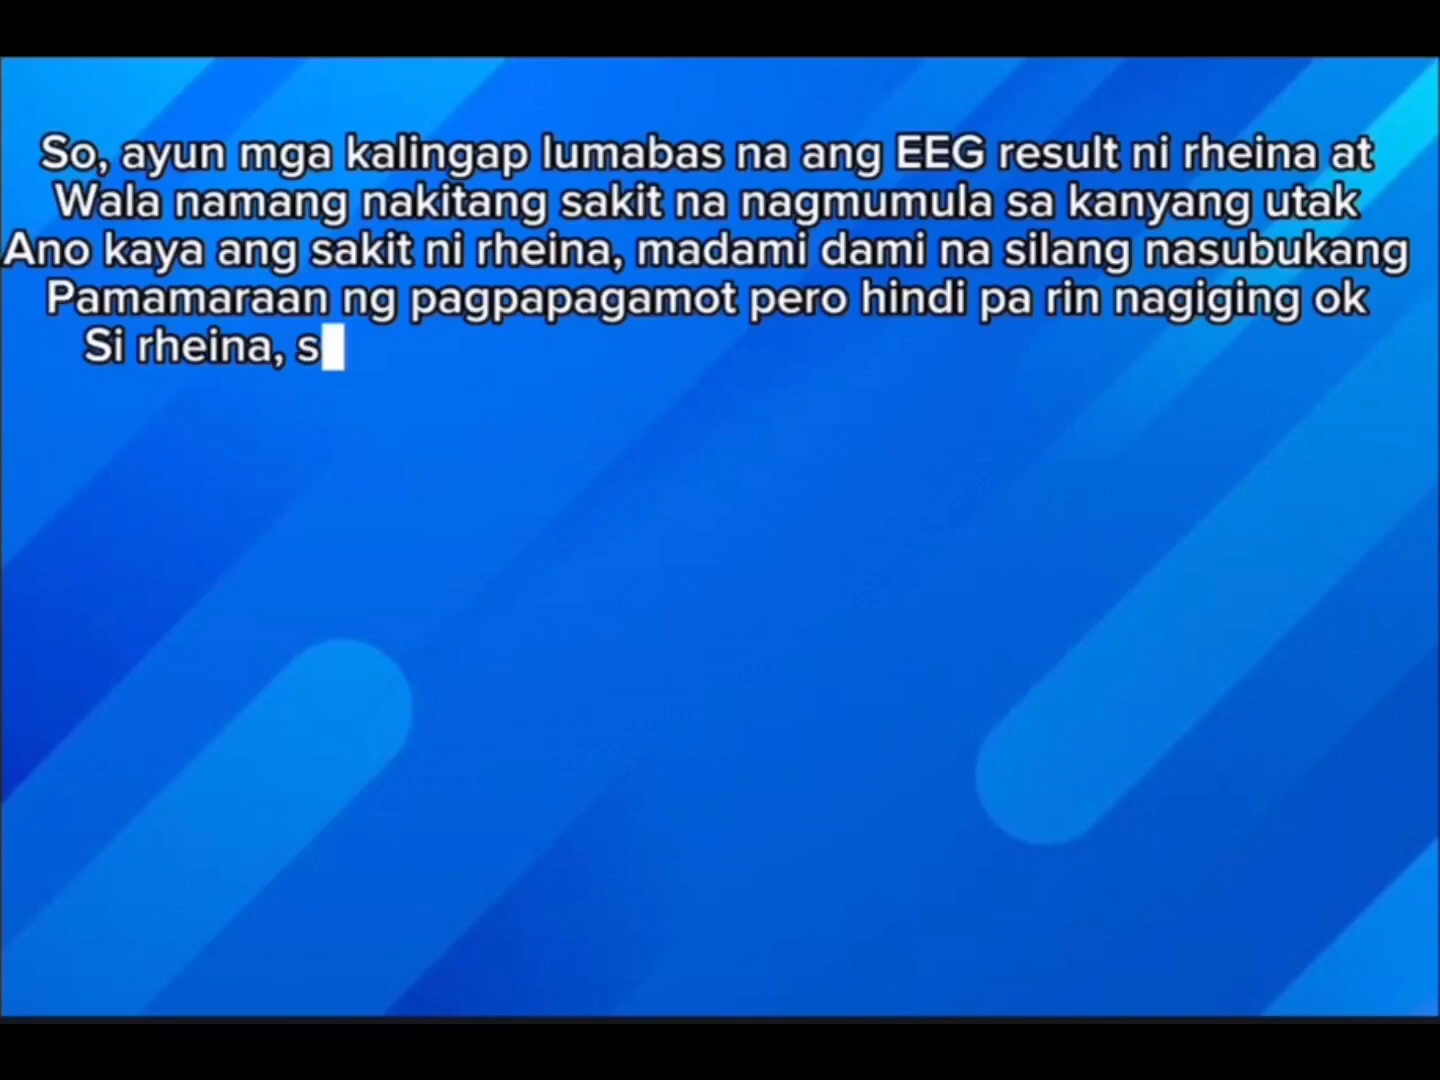 So, ayun mga kalingap lumabas na ang EEG result ni rheina at
Wala namang nakitang sakit na nagmumula sa kanyang utak
Ano kaya ang sakit ni rheina, madami dami na silang nasubukang
Pamamaraan ng pagpapagamot pero hindi pa rin nagiging ok
Si rheina, s